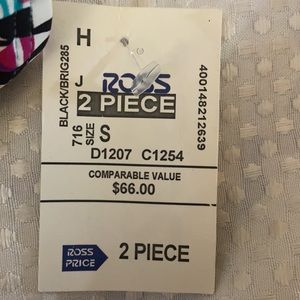 H
J
ROSS
2 PIECE
BLACK/BRIG285
716
SIZE
S
D1207 C1254
400148212639
COMPARABLE VALUE
$66.00
ROSS
PRICE
2 PIECE